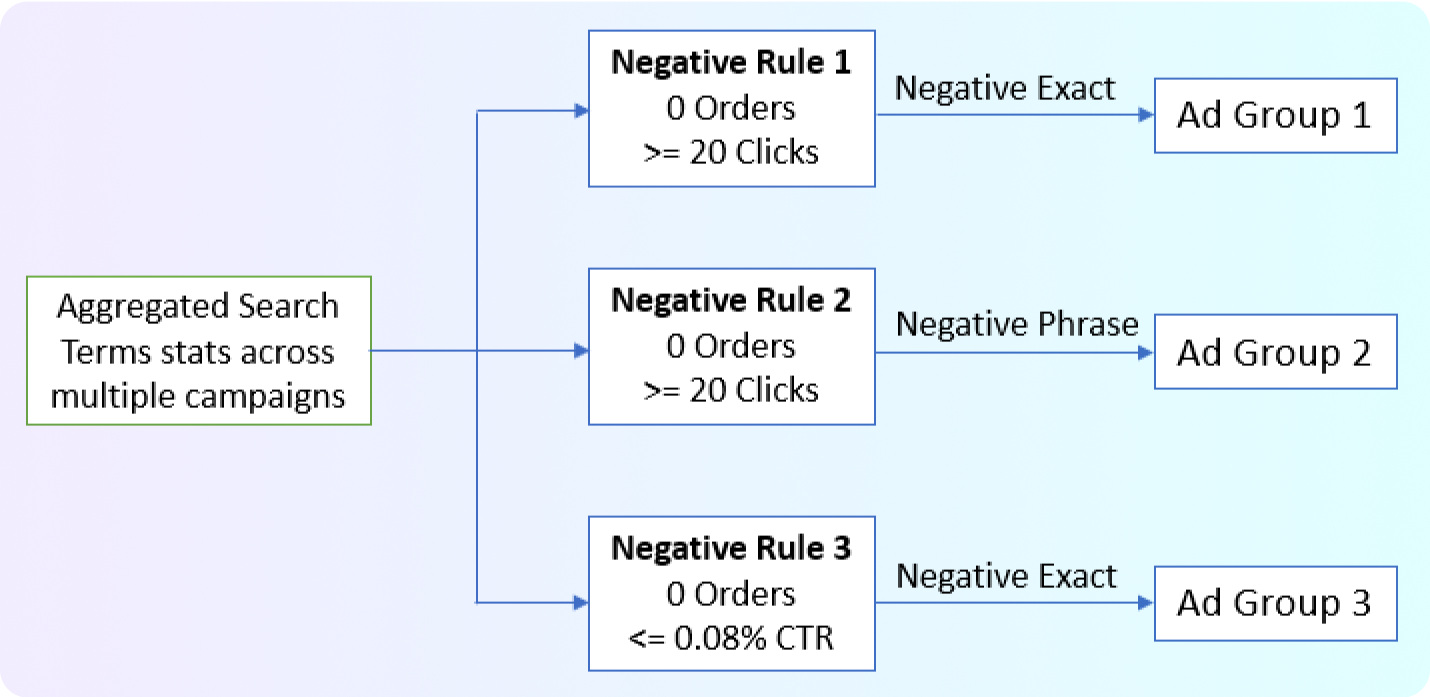 Aggregated Search
Terms stats across
multiple campaigns
Negative Rule 1
0 Orders
>= 20 Clicks
Negative Exact
Ad Group 1
Negative Rule 2
0 Orders
>= 20 Clicks
Negative Phrase
Ad Group 2
Negative Rule 3
0 Orders
<= 0.08% CTR
Negative Exact
Ad Group 3